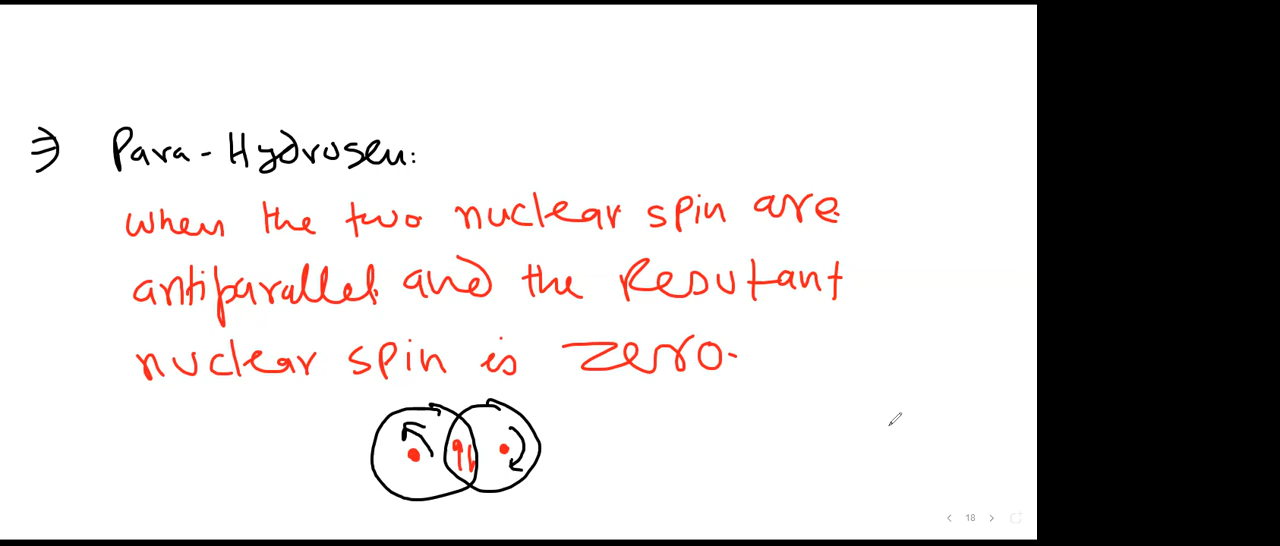 ⇒ Para-Hydrosen:
when the two nuclear spin are
antiparallel and the Resutant
nuclear spin is zero.
18